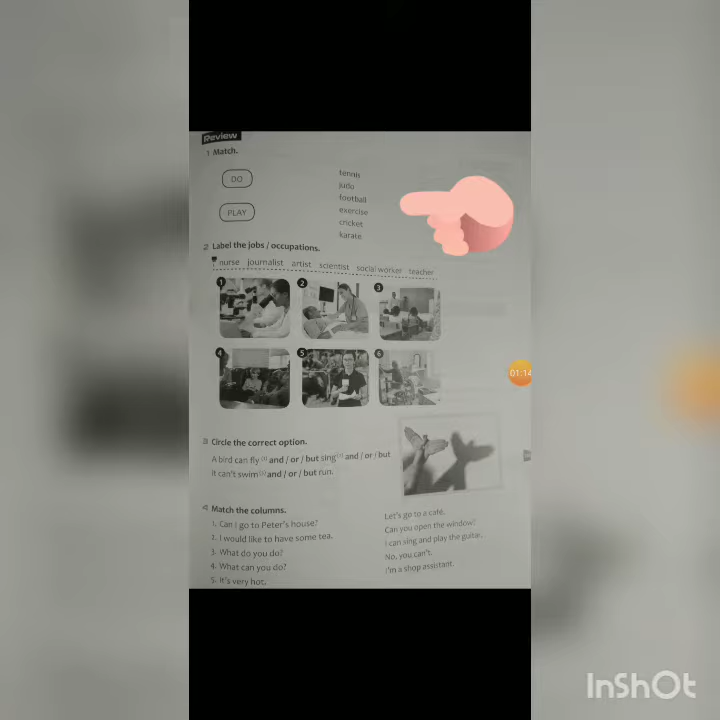 Review
1 Match.
DO
PLAY
tennis
judo
football
exercise
cricket
karate
2 Label the jobs / occupations.
nurse journalist artist scientist social worker teacher
1 2 3
4 5 6
01:14
3 Circle the correct option.
A bird can fly (1) and / or / but sing (2) and / or / but
it can't swim (3) and / or / but run.
4 Match the columns.
1. Can I go to Peter's house?
2. I would like to have some tea.
3. What do you do?
4. What can you do?
5. It's very hot.
Let's go to a café.
Can you open the window?
I can sing and play the guitar.
No, you can't.
I'm a shop assistant.
InShOt